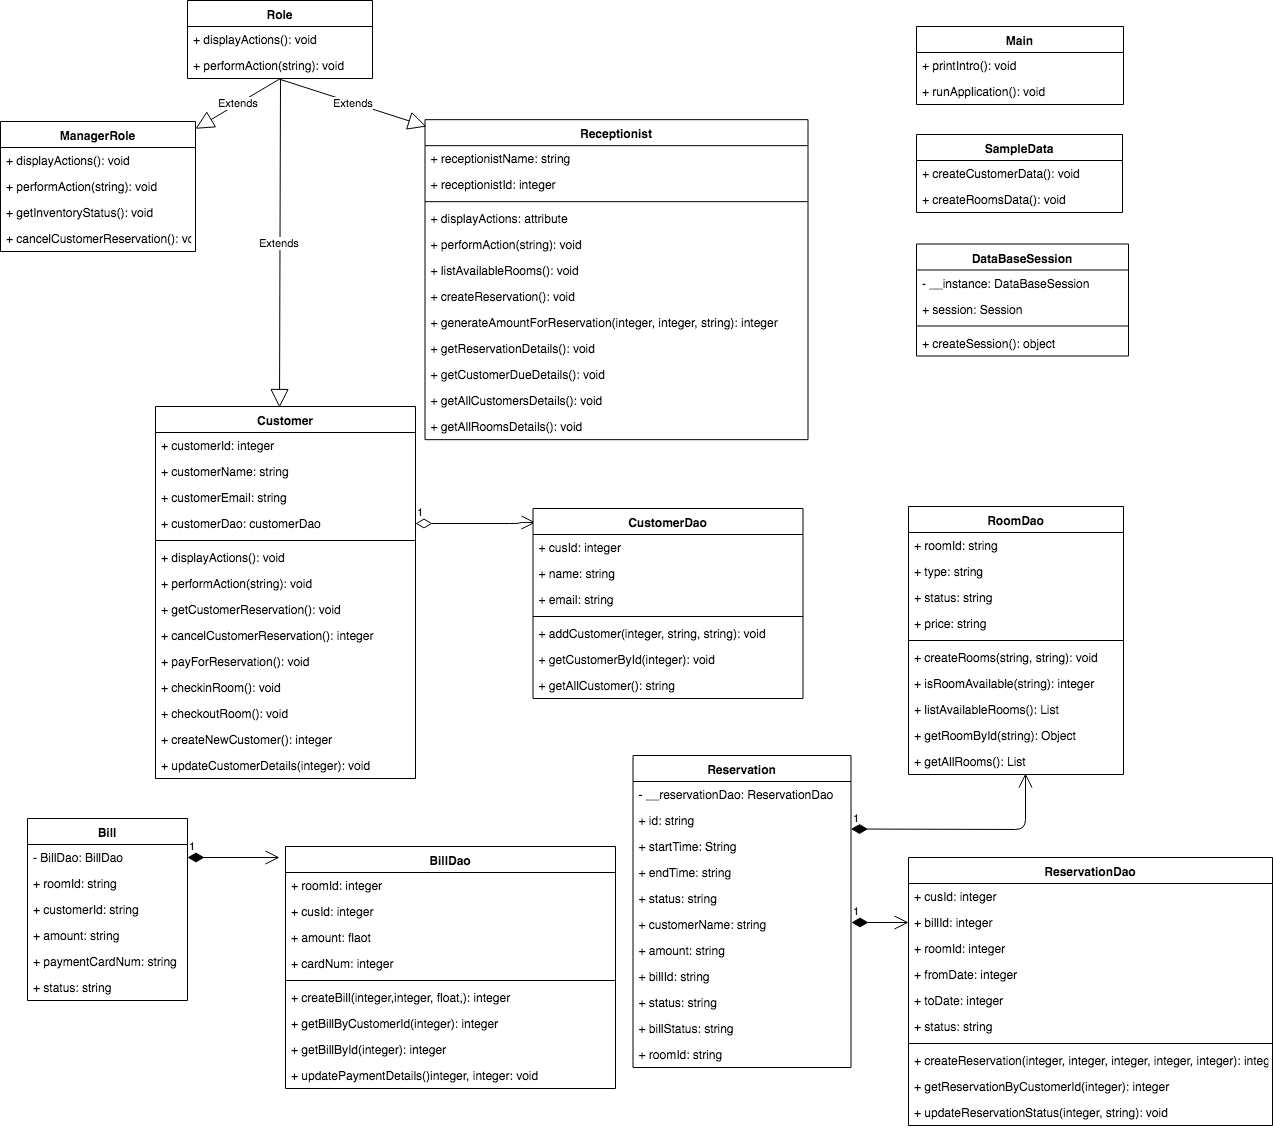 Role
+ displayActions(): void
+ performAction(string): void
Extends
Extends
Extends
ManagerRole
+ displayActions(): void
+ performAction(string): void
+ getInventoryStatus(): void
+ cancelCustomerReservation(): vc
Receptionist
+ receptionistName: string
+ receptionistId: integer
+ displayActions: attribute
+ performAction(string): void
+ listAvailableRooms(): void
+ createReservation(): void
+ generateAmountForReservation(integer, integer, string): integer
+ getReservationDetails(): void
+ getCustomerDueDetails(): void
+ getAllCustomersDetails(): void
+ getAllRoomsDetails(): void
Main
+ printIntro(): void
+ runApplication(): void
SampleData
+ createCustomerData(): void
+ createRoomsData(): void
DataBaseSession
- __instance: DataBaseSession
+ session: Session
+ createSession(): object
Customer
+ customerId: integer
+ customerName: string
+ customerEmail: string
+ customerDao: customerDao
+ displayActions(): void
+ performAction(string): void
+ getCustomerReservation(): void
+ cancelCustomerReservation(): integer
+ payForReservation(): void
+ checkinRoom(): void
+ checkoutRoom(): void
+ createNewCustomer(): integer
+ updateCustomerDetails(integer): void
1
CustomerDao
+ cusId: integer
+ name: string
+ email: string
+ addCustomer(integer, string, string): void
+ getCustomerById(integer): void
+ getAllCustomer(): string
RoomDao
+ roomId: string
+ type: string
+ status: string
+ price: string
+ createRooms(string, string): void
+ isRoomAvailable(string): integer
+ listAvailableRooms(): List
+ getRoomById(string): Object
+ getAllRooms(): List
Reservation
- __reservationDao: ReservationDao
+ id: string
+ startTime: String
+ endTime: string
+ status: string
+ customerName: string
+ amount: string
+ billId: string
+ status: string
+ billStatus: string
+ roomId: string
1
1
Bill
- BillDao: BillDao
+ roomId: string
+ customerId: string
+ amount: string
+ paymentCardNum: string
+ status: string
1
BillDao
+ roomId: integer
+ cusId: integer
+ amount: flaot
+ cardNum: integer
+ createBill(integer,integer, float,): integer
+ getBillByCustomerId(integer): integer
+ getBillById(integer): integer
+ updatePaymentDetails()integer, integer: void
ReservationDao
+ cusId: integer
+ billId: integer
+ roomId: integer
+ fromDate: integer
+ toDate: integer
+ status: string
+ createReservation(integer, integer, integer, integer, integer): integ
+ getReservationByCustomerId(integer): integer
+ updateReservationStatus(integer, string): void